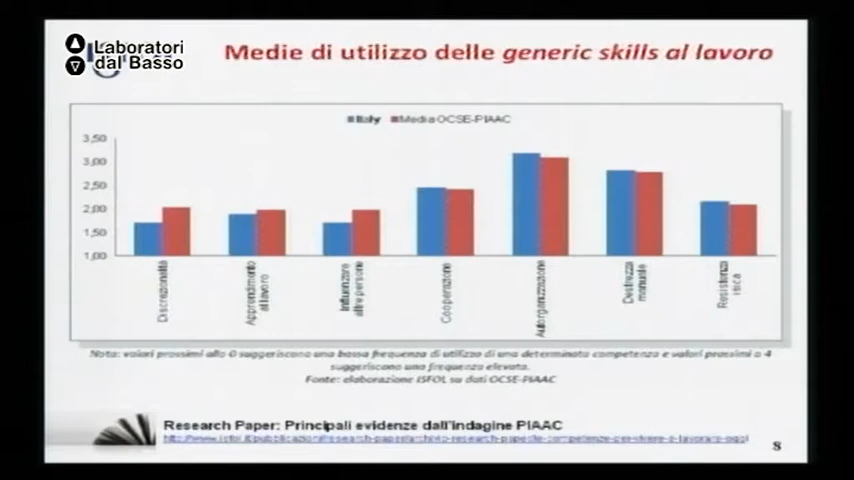 Laboratori
dal Basso
Medie di utilizzo delle generic skills al lavoro
Italy Media OCSE-PIAAC
3,50
3,00
2,50
2,00
1,50
1,00
Discrezionalità
Apprendimento
al lavoro
Influenzare
altre persone
Cooperazione
Autorganizzazione
Destrezza
manuale
Resistenza
fisica
Nota: valori prossimi allo 0 suggeriscono una bassa frequenza di utilizzo di una determinata competenza e valori prossimi a 4
suggeriscono una frequenza elevata.
Fonte: elaborazione ISFOL su dati OCSE-PIAAC
Research Paper: Principali evidenze dall'indagine PIAAC
8